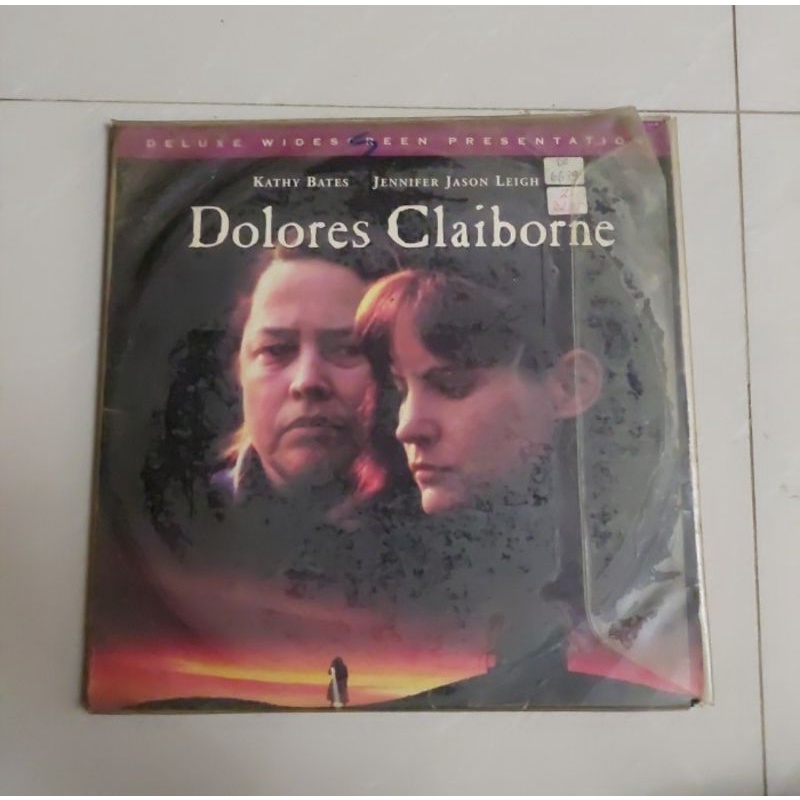 DELUXE WIDESCREEN PRESENTATION
KATHY BATES JENNIFER JASON LEIGH
Dolores Claiborne